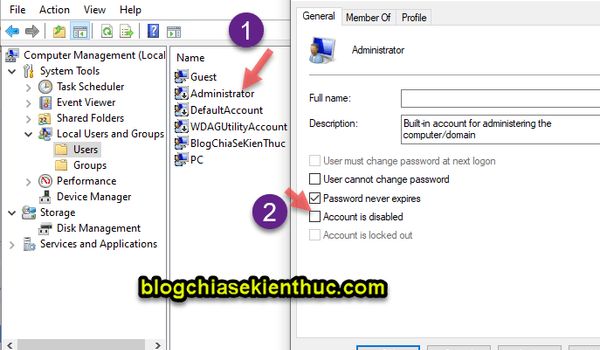 File Action View Help
Computer Management (Local
System Tools
Task Scheduler
Event Viewer
Shared Folders
Local Users and Groups
Users
Groups
Performance
Device Manager
Storage
Disk Management
Services and Applications
Name
Guest
Administrator
DefaultAccount
WDAGUtilityAccount
BlogChiaSeKienThuc
PC
1
General Member Of Profile
Administrator
Full name:
Description: Built-in account for administering the
computer/domain
User must change password at next logon
User cannot change password
Password never expires
2
Account is disabled
Account is locked out
blogchiasekienthuc.com